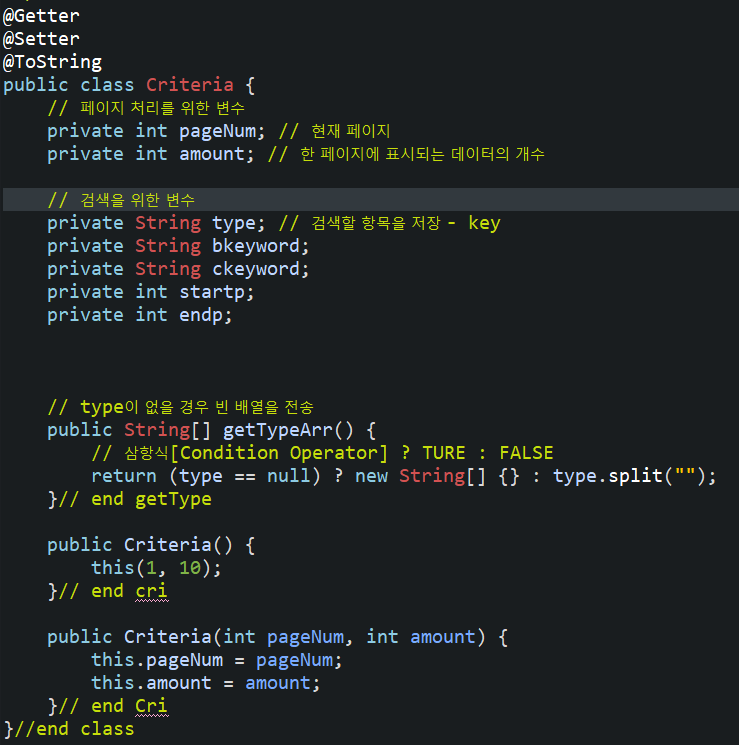 @Getter
@Setter
@ToString
public class Criteria {
    // 페이지 처리를 위한 변수
    private int pageNum; // 현재 페이지
    private int amount; // 한 페이지에 표시되는 데이터의 개수
    // 검색을 위한 변수
    private String type; // 검색할 항목을 저장 - key
    private String bkeyword;
    private String ckeyword;
    private int startp;
    private int endp;
    // type이 없을 경우 빈 배열을 전송
    public String[] getTypeArr() {
        // 삼항식[Condition Operator] ? TURE : FALSE
        return (type == null) ? new String[] {} : type.split("");
    }// end getType
    public Criteria() {
        this(1, 10);
    }// end cri
    public Criteria(int pageNum, int amount) {
        this.pageNum = pageNum;
        this.amount = amount;
    }// end Cri
}//end class